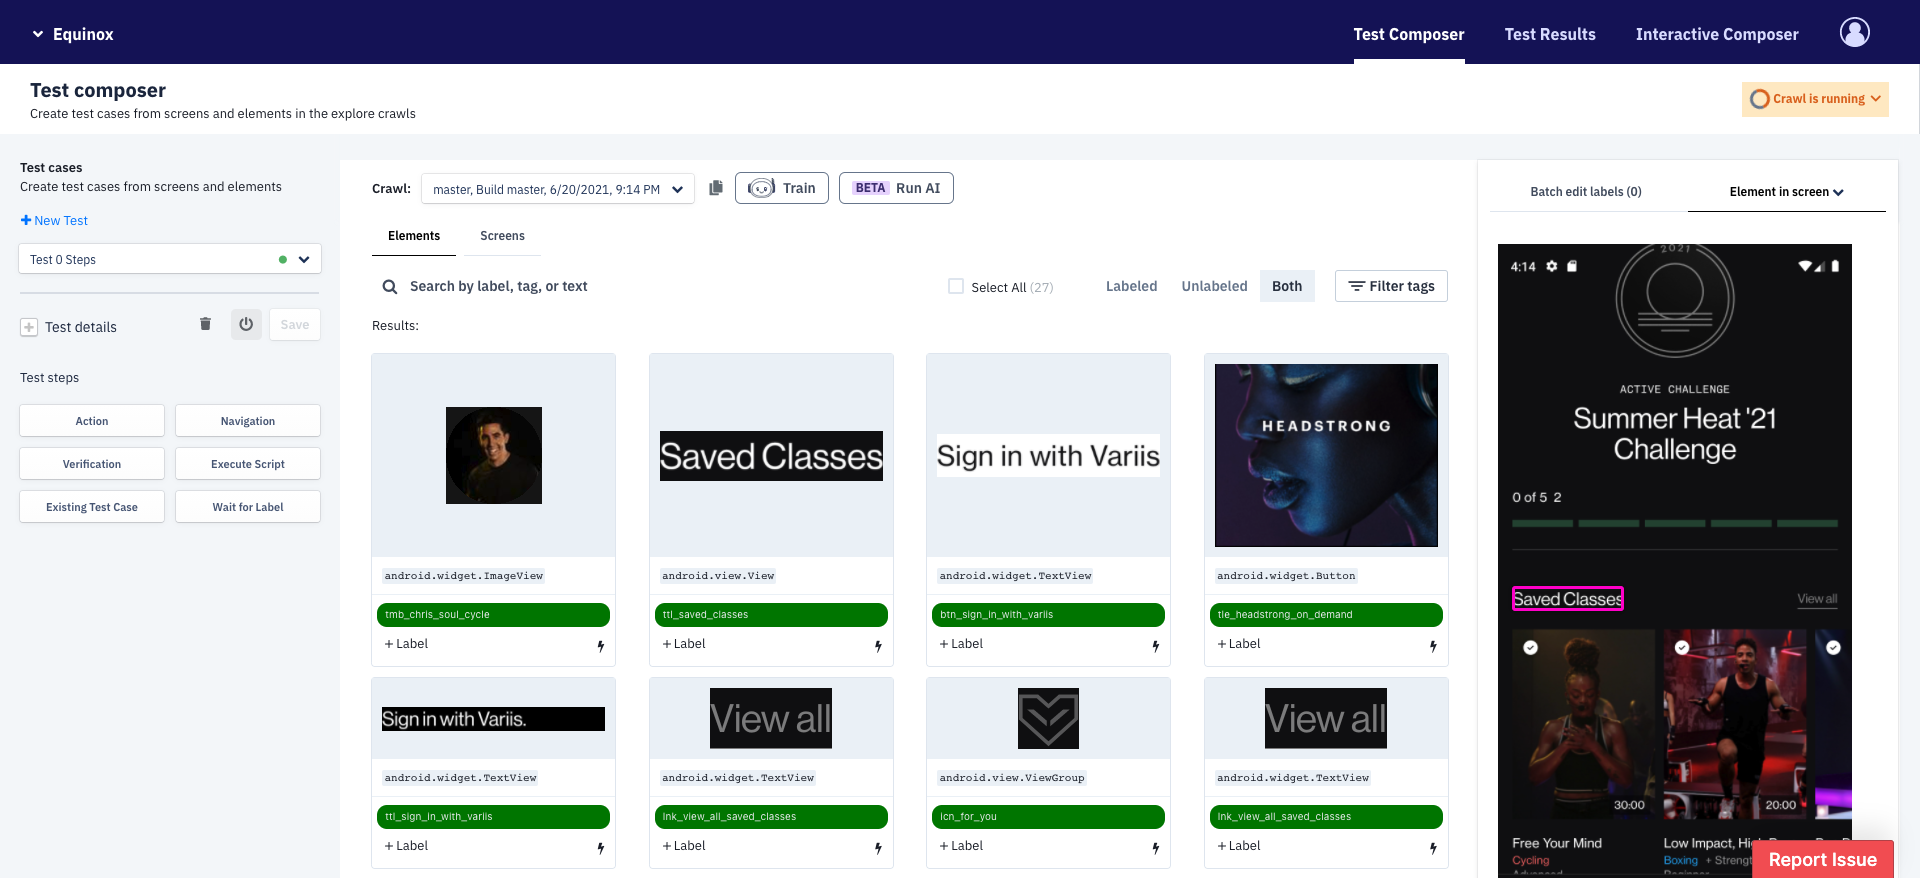 Equinox
Test Composer
Test Results
Interactive Composer
Test composer
Create test cases from screens and elements in the explore crawls
Crawl is running
Test cases
Create test cases from screens and elements
New Test
Test 0 Steps
Test details
Save
Test steps
Action
Navigation
Verification
Execute Script
Existing Test Case
Wait for Label
Crawl:
master, Build master, 6/20/2021, 9:14 PM
Train
BETA Run AI
Elements
Screens
Search by label, tag, or text
Select All (27)
Labeled
Unlabeled
Both
Filter tags
Results:
Saved Classes
Sign in with Variis
HEADSTRONG
android.widget.ImageView
android.view.View
android.widget.TextView
android.widget.Button
tmb_chris_soul_cycle
ttl_saved_classes
btn_sign_in_with_variis
tle_headstrong_on_demand
+ Label
+ Label
+ Label
+ Label
Sign in with Variis.
View all
View all
android.widget.TextView
android.widget.TextView
android.view.ViewGroup
android.widget.TextView
ttl_sign_in_with_variis
lnk_view_all_saved_classes
icn_for_you
lnk_view_all_saved_classes
+ Label
+ Label
+ Label
+ Label
Batch edit labels (0)
Element in screen
4:14
2021
ACTIVE CHALLENGE
Summer Heat '21
Challenge
0 of 5 2
Saved Classes
View all
30:00
20:00
Free Your Mind
Cycling
Low Impact,
Boxing
Report Issue